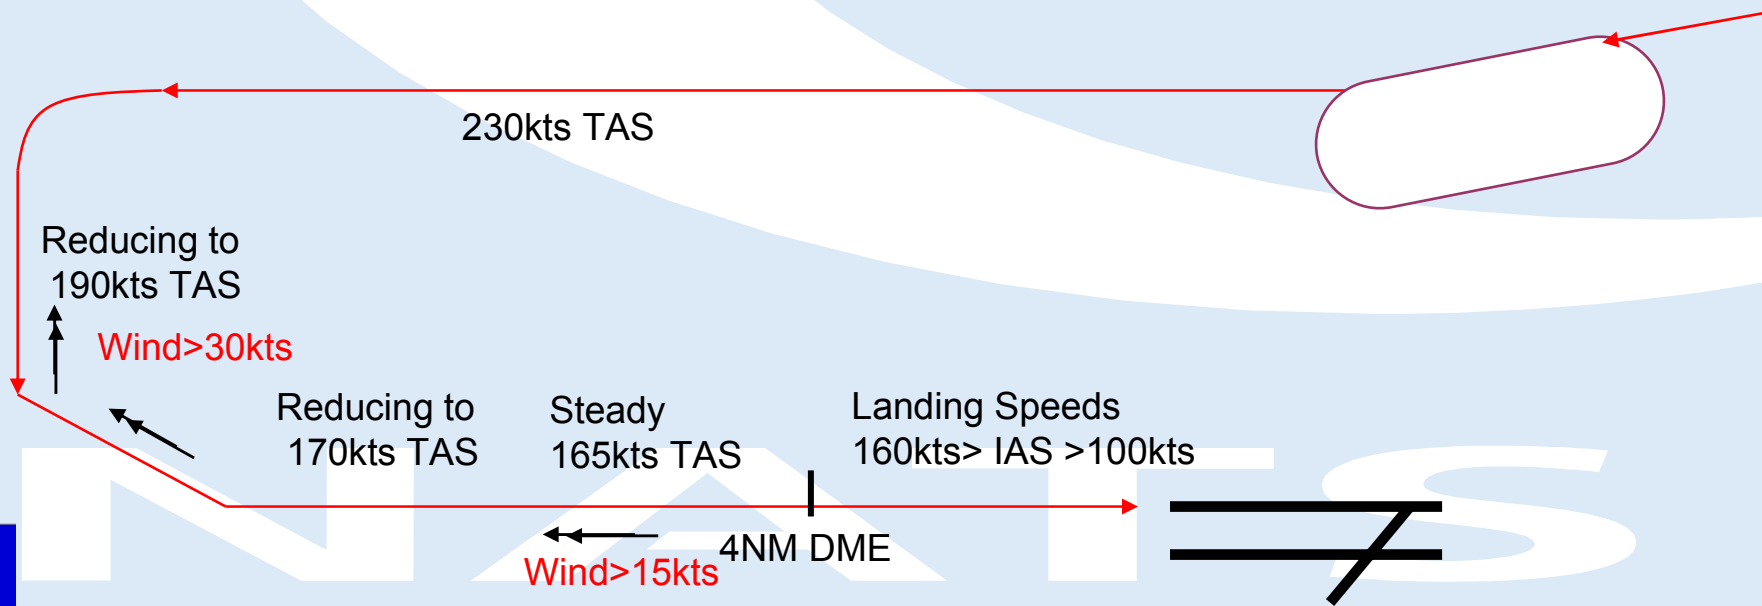 230kts TAS
Reducing to
190kts TAS
Wind>30kts
Reducing to
170kts TAS
Steady
165kts TAS
Landing Speeds
160kts> IAS >100kts
4NM DME
Wind>15kts
NATS